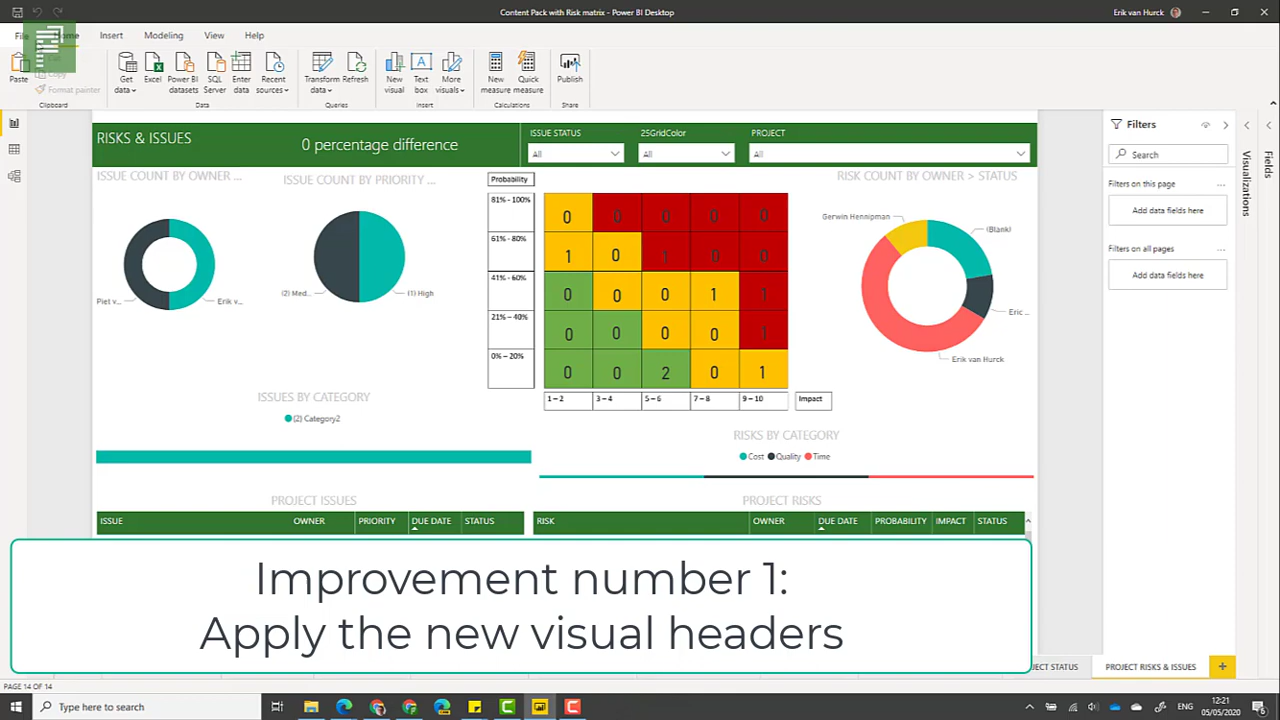 Content Pack with Risk matrix - Power BI Desktop
Erik van Hurck
File
Home
Insert
Modeling
View
Help
Paste
Cut
Copy
Format painter
Clipboard
Get data
Excel
Power BI datasets
SQL Server
Enter data
Recent sources
Data
Transform data
Refresh
Queries
New visual
Text box
More visuals
Insert
New measure
Quick measure
Calculations
Publish
Share
RISKS & ISSUES
0 percentage difference
ISSUE STATUS
All
25GridColor
All
PROJECT
All
ISSUE COUNT BY OWNER ...
Piet v...
Erik v...
ISSUE COUNT BY PRIORITY ...
(2) Med...
(1) High
Probability
81% - 100%
0 0 0 0 0
61% - 80%
1 0 1 0 0
41% - 60%
0 0 0 1 1
21% – 40%
0 0 0 0 1
0% – 20%
0 0 2 0 1
1 – 2
3 – 4
5 – 6
7 – 8
9 – 10
Impact
RISK COUNT BY OWNER > STATUS
Gerwin Hennipman
(Blank)
Eric ...
Erik van Hurck
ISSUES BY CATEGORY
(2) Category2
RISKS BY CATEGORY
Cost Quality Time
PROJECT ISSUES
ISSUE OWNER PRIORITY DUE DATE STATUS
PROJECT RISKS
RISK OWNER DUE DATE PROBABILITY IMPACT STATUS
Filters
Search
Filters on this page ...
Add data fields here
Filters on all pages ...
Add data fields here
Visualizations
Fields
Improvement number 1:
Apply the new visual headers
JECT STATUS
PROJECT RISKS & ISSUES
PAGE 14 OF 14
Type here to search
ENG
12:21
05/05/2020